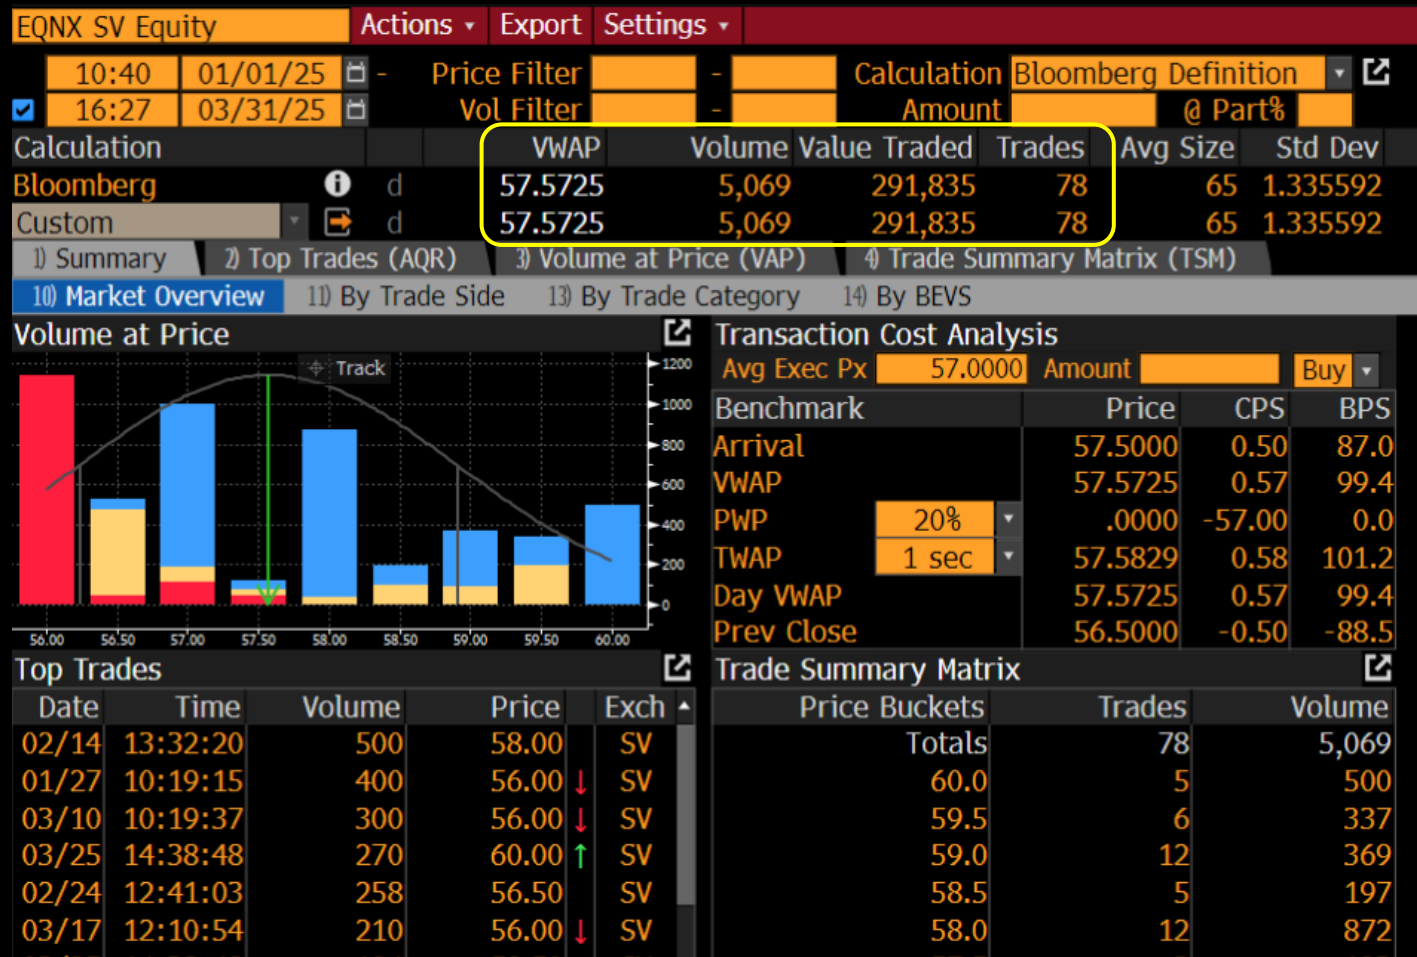 EQNX SV Equity Actions Export Settings
10:40 01/01/25 - Price Filter - Calculation Bloomberg Definition
16:27 03/31/25 Vol Filter - Amount @ Part%
Calculation VWAP Volume Value Traded Trades Avg Size Std Dev
Bloomberg d 57.5725 5,069 291,835 78 65 1.335592
Custom d 57.5725 5,069 291,835 78 65 1.335592
1) Summary 2) Top Trades (AQR) 3) Volume at Price (VAP) 4) Trade Summary Matrix (TSM)
10) Market Overview 11) By Trade Side 13) By Trade Category 14) By BEVS
Volume at Price
Track
1200
1000
800
600
400
200
0
56.00 56.50 57.00 57.50 58.00 58.50 59.00 59.50 60.00
Transaction Cost Analysis
Avg Exec Px 57.0000 Amount Buy
Benchmark Price CPS BPS
Arrival 57.5000 0.50 87.0
VWAP 57.5725 0.57 99.4
PWP 20% .0000 -57.00 0.0
TWAP 1 sec 57.5829 0.58 101.2
Day VWAP 57.5725 0.57 99.4
Prev Close 56.5000 -0.50 -88.5
Top Trades
Date Time Volume Price Exch
02/14 13:32:20 500 58.00 SV
01/27 10:19:15 400 56.00 ↓ SV
03/10 10:19:37 300 56.00 ↓ SV
03/25 14:38:48 270 60.00 ↑ SV
02/24 12:41:03 258 56.50 SV
03/17 12:10:54 210 56.00 ↓ SV
Trade Summary Matrix
Price Buckets Trades Volume
Totals 78 5,069
60.0 5 500
59.5 6 337
59.0 12 369
58.5 5 197
58.0 12 872